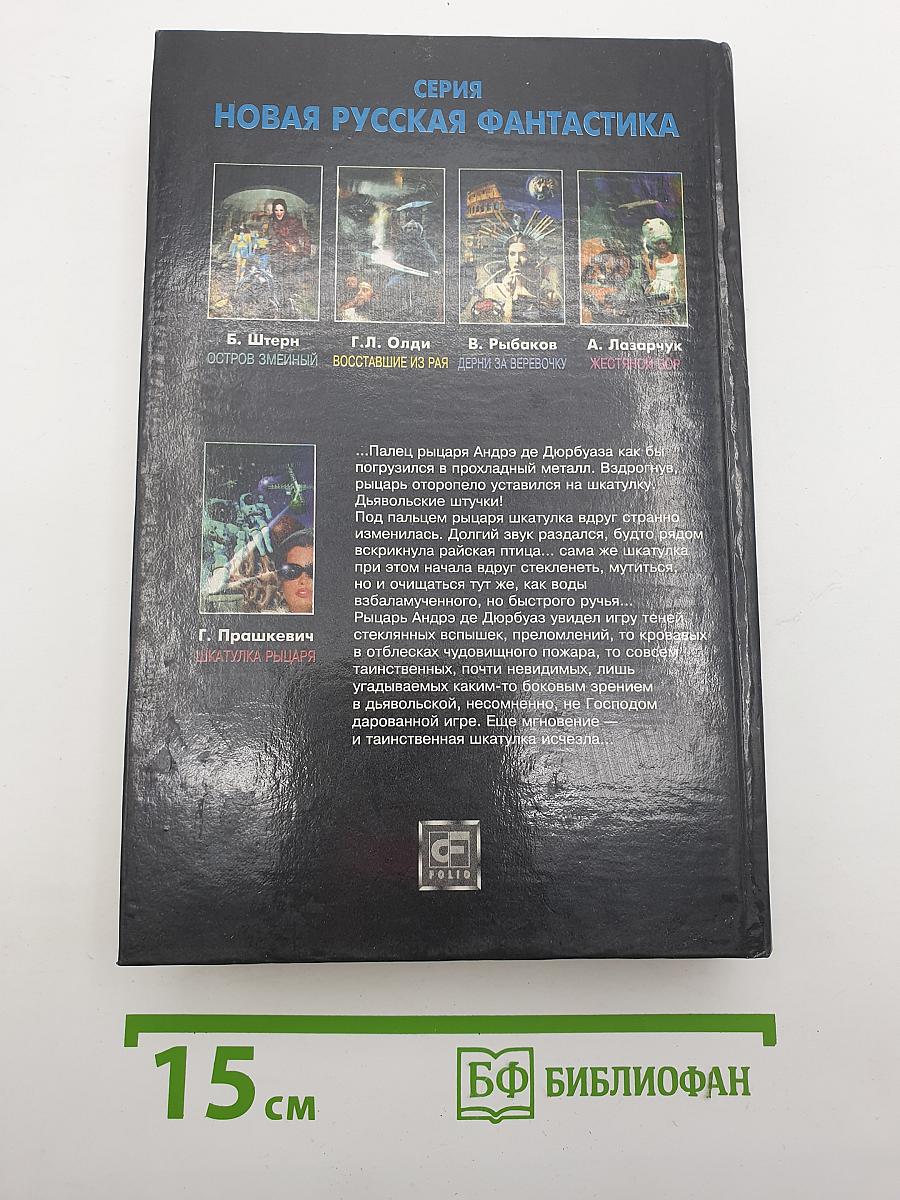 СЕРИЯ
НОВАЯ РУССКАЯ ФАНТАСТИКА
Б. Штерн
ОСТРОВ ЗМЕИНЫЙ
Г.Л. Олди
ВОССТАВШИЕ ИЗ РАЯ
В. Рыбаков
ДЕРНИ ЗА ВЕРЕВОЧКУ
А. Лазарчук
ЖЕСТЯНОЙ БОР
Г. Прашкевич
ШКАТУЛКА РЫЦАРЯ
...Палец рыцаря Андрэ де Дюрбуаза как бы
погрузился в прохладный металл. Вздрогнув,
рыцарь оторопело уставился на шкатулку.
Дьявольские штучки!
Под пальцем рыцаря шкатулка вдруг странно
изменилась. Долгий звук раздался, будто рядом
вскрикнула райская птица... сама же шкатулка
при этом начала вдруг стекленеть, мутиться,
но и очищаться тут же, как воды
взбаламученного, но быстрого ручья...
Рыцарь Андрэ де Дюрбуаз увидел игру теней,
стеклянных вспышек, преломлений, то кровавых
в отблесках чудовищного пожара, то совсем
таинственных, почти невидимых, лишь
угадываемых каким-то боковым зрением
в дьявольской, несомненно, не Господом
дарованной игре. Еще мгновение —
и таинственная шкатулка исчезла...
FOLIO
15 см
БФ БИБЛИОФАН